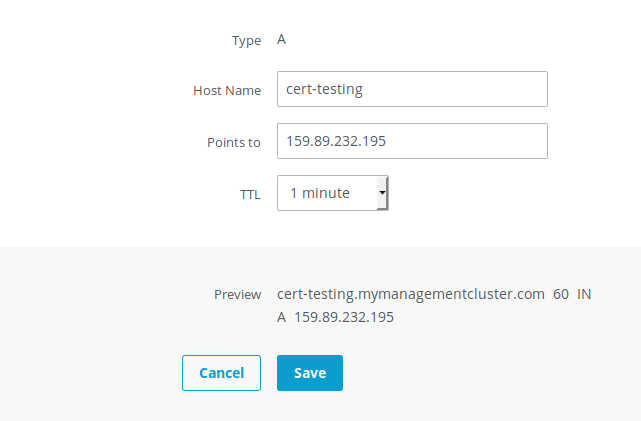 Type A
Host Name cert-testing
Points to 159.89.232.195
TTL 1 minute
Preview cert-testing.mymanagementcluster.com 60 IN
A 159.89.232.195
Cancel Save